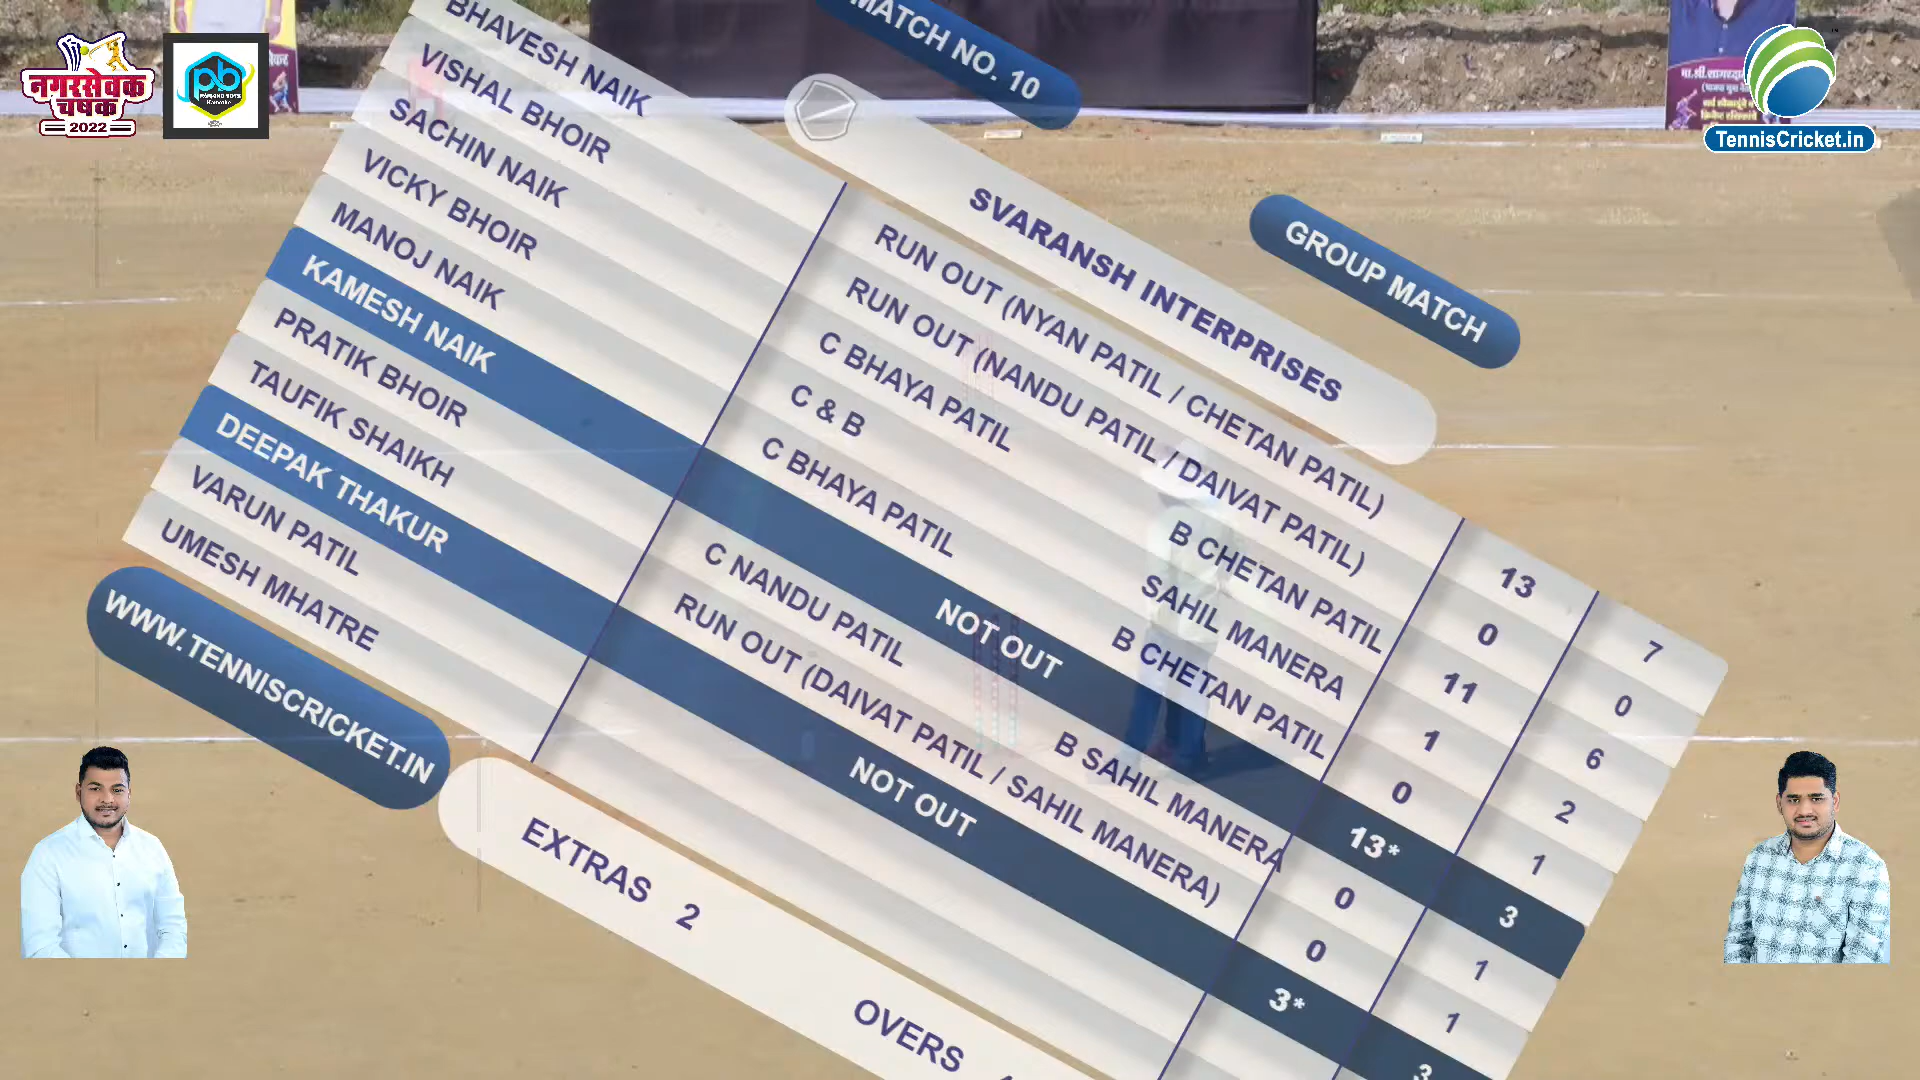 नगरसेवक
चषक
2022
pb
TennisCricket.in
MATCH NO. 10
SVARANSH INTERPRISES
GROUP MATCH
BHAVESH NAIK RUN OUT (NYAN PATIL / CHETAN PATIL) 13 7
VISHAL BHOIR RUN OUT (NANDU PATIL / DAIVAT PATIL) 0 0
SACHIN NAIK C BHAYA PATIL B CHETAN PATIL 11 6
VICKY BHOIR C & B SAHIL MANERA 1 2
MANOJ NAIK C BHAYA PATIL B CHETAN PATIL 0 1
KAMESH NAIK NOT OUT 13* 3
PRATIK BHOIR C NANDU PATIL B SAHIL MANERA 0 1
TAUFIK SHAIKH RUN OUT (DAIVAT PATIL / SAHIL MANERA) 0 1
DEEPAK THAKUR NOT OUT 3* 3
VARUN PATIL
UMESH MHATRE
WWW.TENNISCRICKET.IN
EXTRAS 2
OVERS